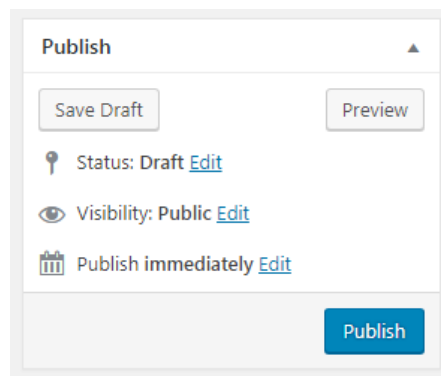 Publish
Save Draft Preview
Status: Draft Edit
Visibility: Public Edit
Publish immediately Edit
Publish